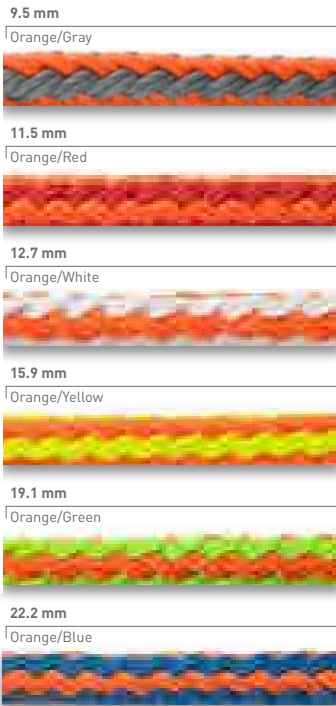 9.5 mm
Orange/Gray
11.5 mm
Orange/Red
12.7 mm
Orange/White
15.9 mm
Orange/Yellow
19.1 mm
Orange/Green
22.2 mm
Orange/Blue